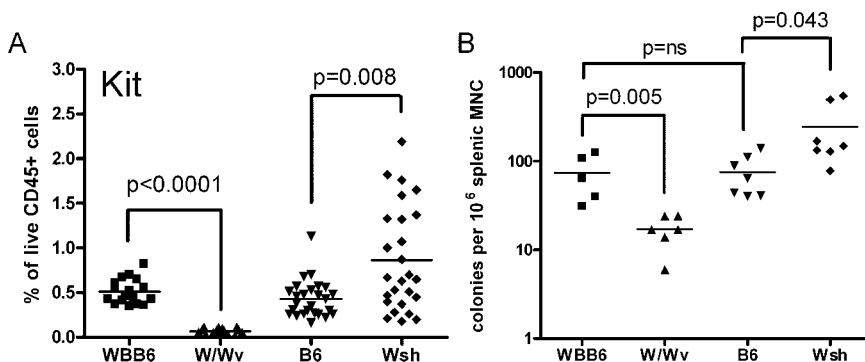 A
Kit
% of live CD45+ cells
3.0
2.5
2.0
1.5
1.0
0.5
0.0
p<0.0001
p=0.008
WBB6 W/Wv B6 Wsh
B
colonies per 10 6 splenic MNC
1000
100
10
1
p=0.043
p=ns
p=0.005
WBB6 W/Wv B6 Wsh